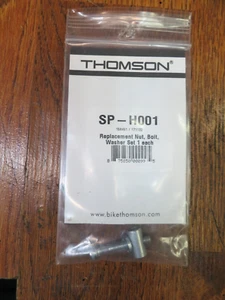 THOMSON®
SP-H001
Replacement Nut, Bolt,
Washer Set 1 each
www.bikethomson.com